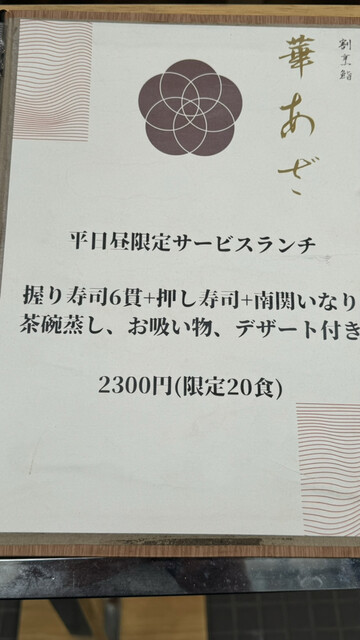 割烹鮨
華あざ
平日昼限定サービスランチ
握り寿司6貫+押し寿司+南関いなり
茶碗蒸し、お吸い物、デザート付き
2300円(限定20食)